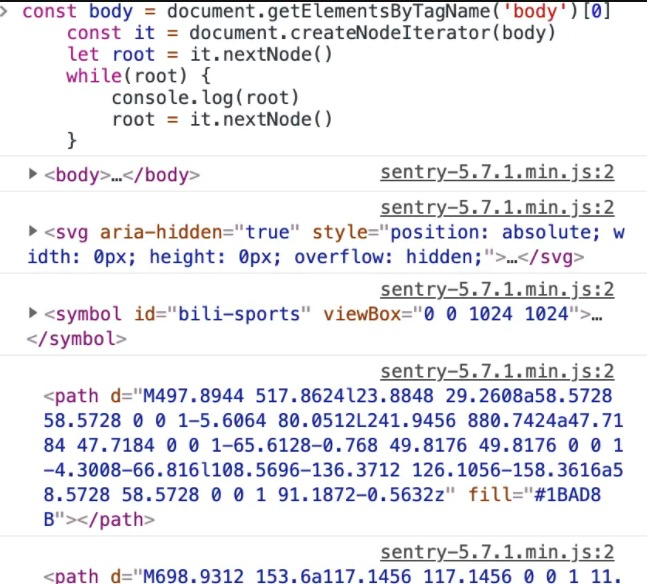 const body = document.getElementsByTagName('body')[0]
const it = document.createNodeIterator(body)
let root = it.nextNode()
while(root) {
console.log(root)
root = it.nextNode()
}
<body>…</body> sentry-5.7.1.min.js:2
sentry-5.7.1.min.js:2
<svg aria-hidden="true" style="position: absolute; w
idth: 0px; height: 0px; overflow: hidden;">…</svg>
sentry-5.7.1.min.js:2
<symbol id="bili-sports" viewBox="0 0 1024 1024">…
</symbol>
sentry-5.7.1.min.js:2
<path d="M497.8944 517.8624l23.8848 29.2608a58.5728
58.5728 0 0 1-5.6064 80.0512L241.9456 880.7424a47.71
84 47.7184 0 0 1-65.6128-0.768 49.8176 49.8176 0 0 1
-4.3008-66.816l108.5696-136.3712 126.1056-158.3616a5
8.5728 58.5728 0 0 1 91.1872-0.5632z" fill="#1BAD8
B"></path>
sentry-5.7.1.min.js:2
<path d="M698.9312 153.6a117.1456 117.1456 0 0 1 11.